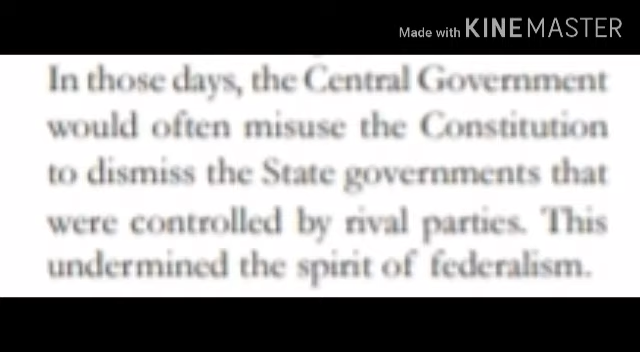 Made with KINEMASTER
In those days, the Central Government
would often misuse the Constitution
to dismiss the State governments that
were controlled by rival parties. This
undermined the spirit of federalism.